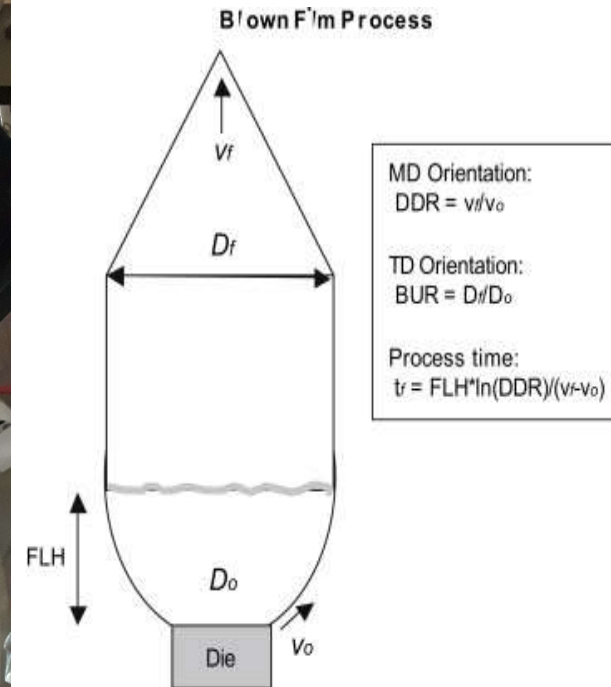 Blown Film Process
vf
Df
MD Orientation:
DDR = vf/vo
TD Orientation:
BUR = Df/Do
Process time:
tf = FLH*ln(DDR)/(vf-vo)
FLH
Do
vo
Die